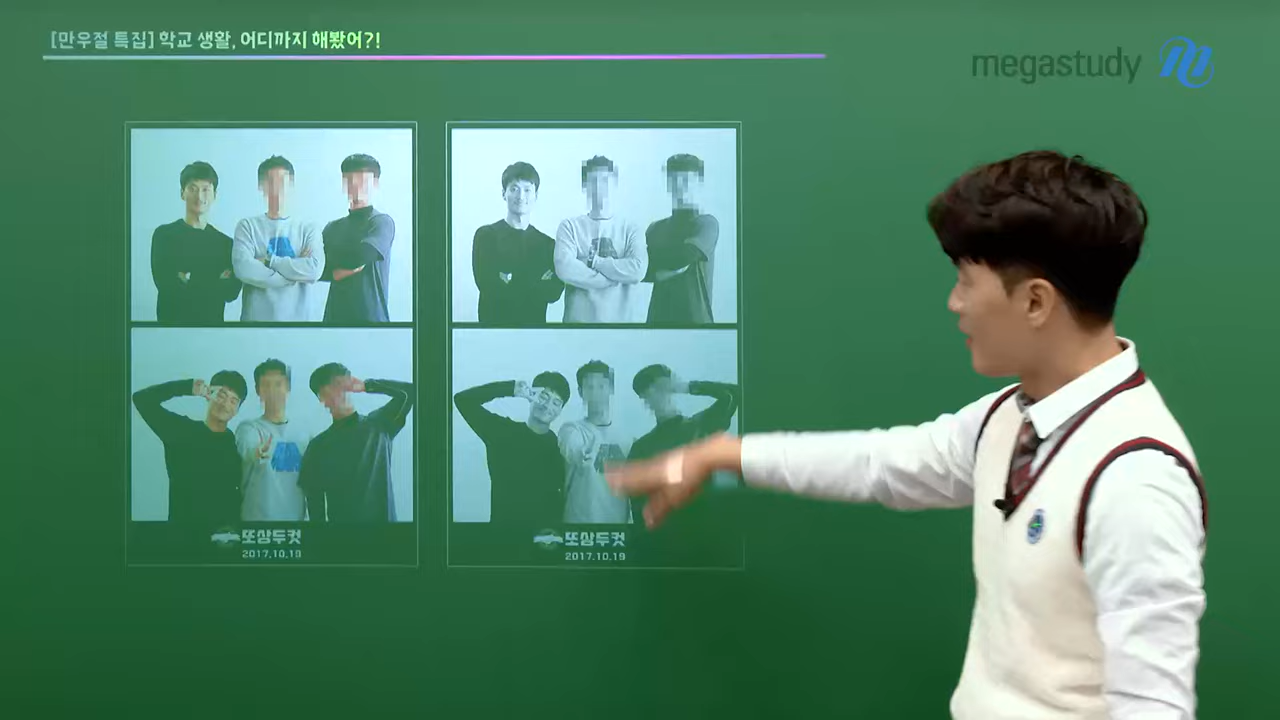 [만우절 특집] 학교 생활, 어디까지 해봤어?!
megastudy
또상두컷
2017.10.19
또상두컷
2017.10.19